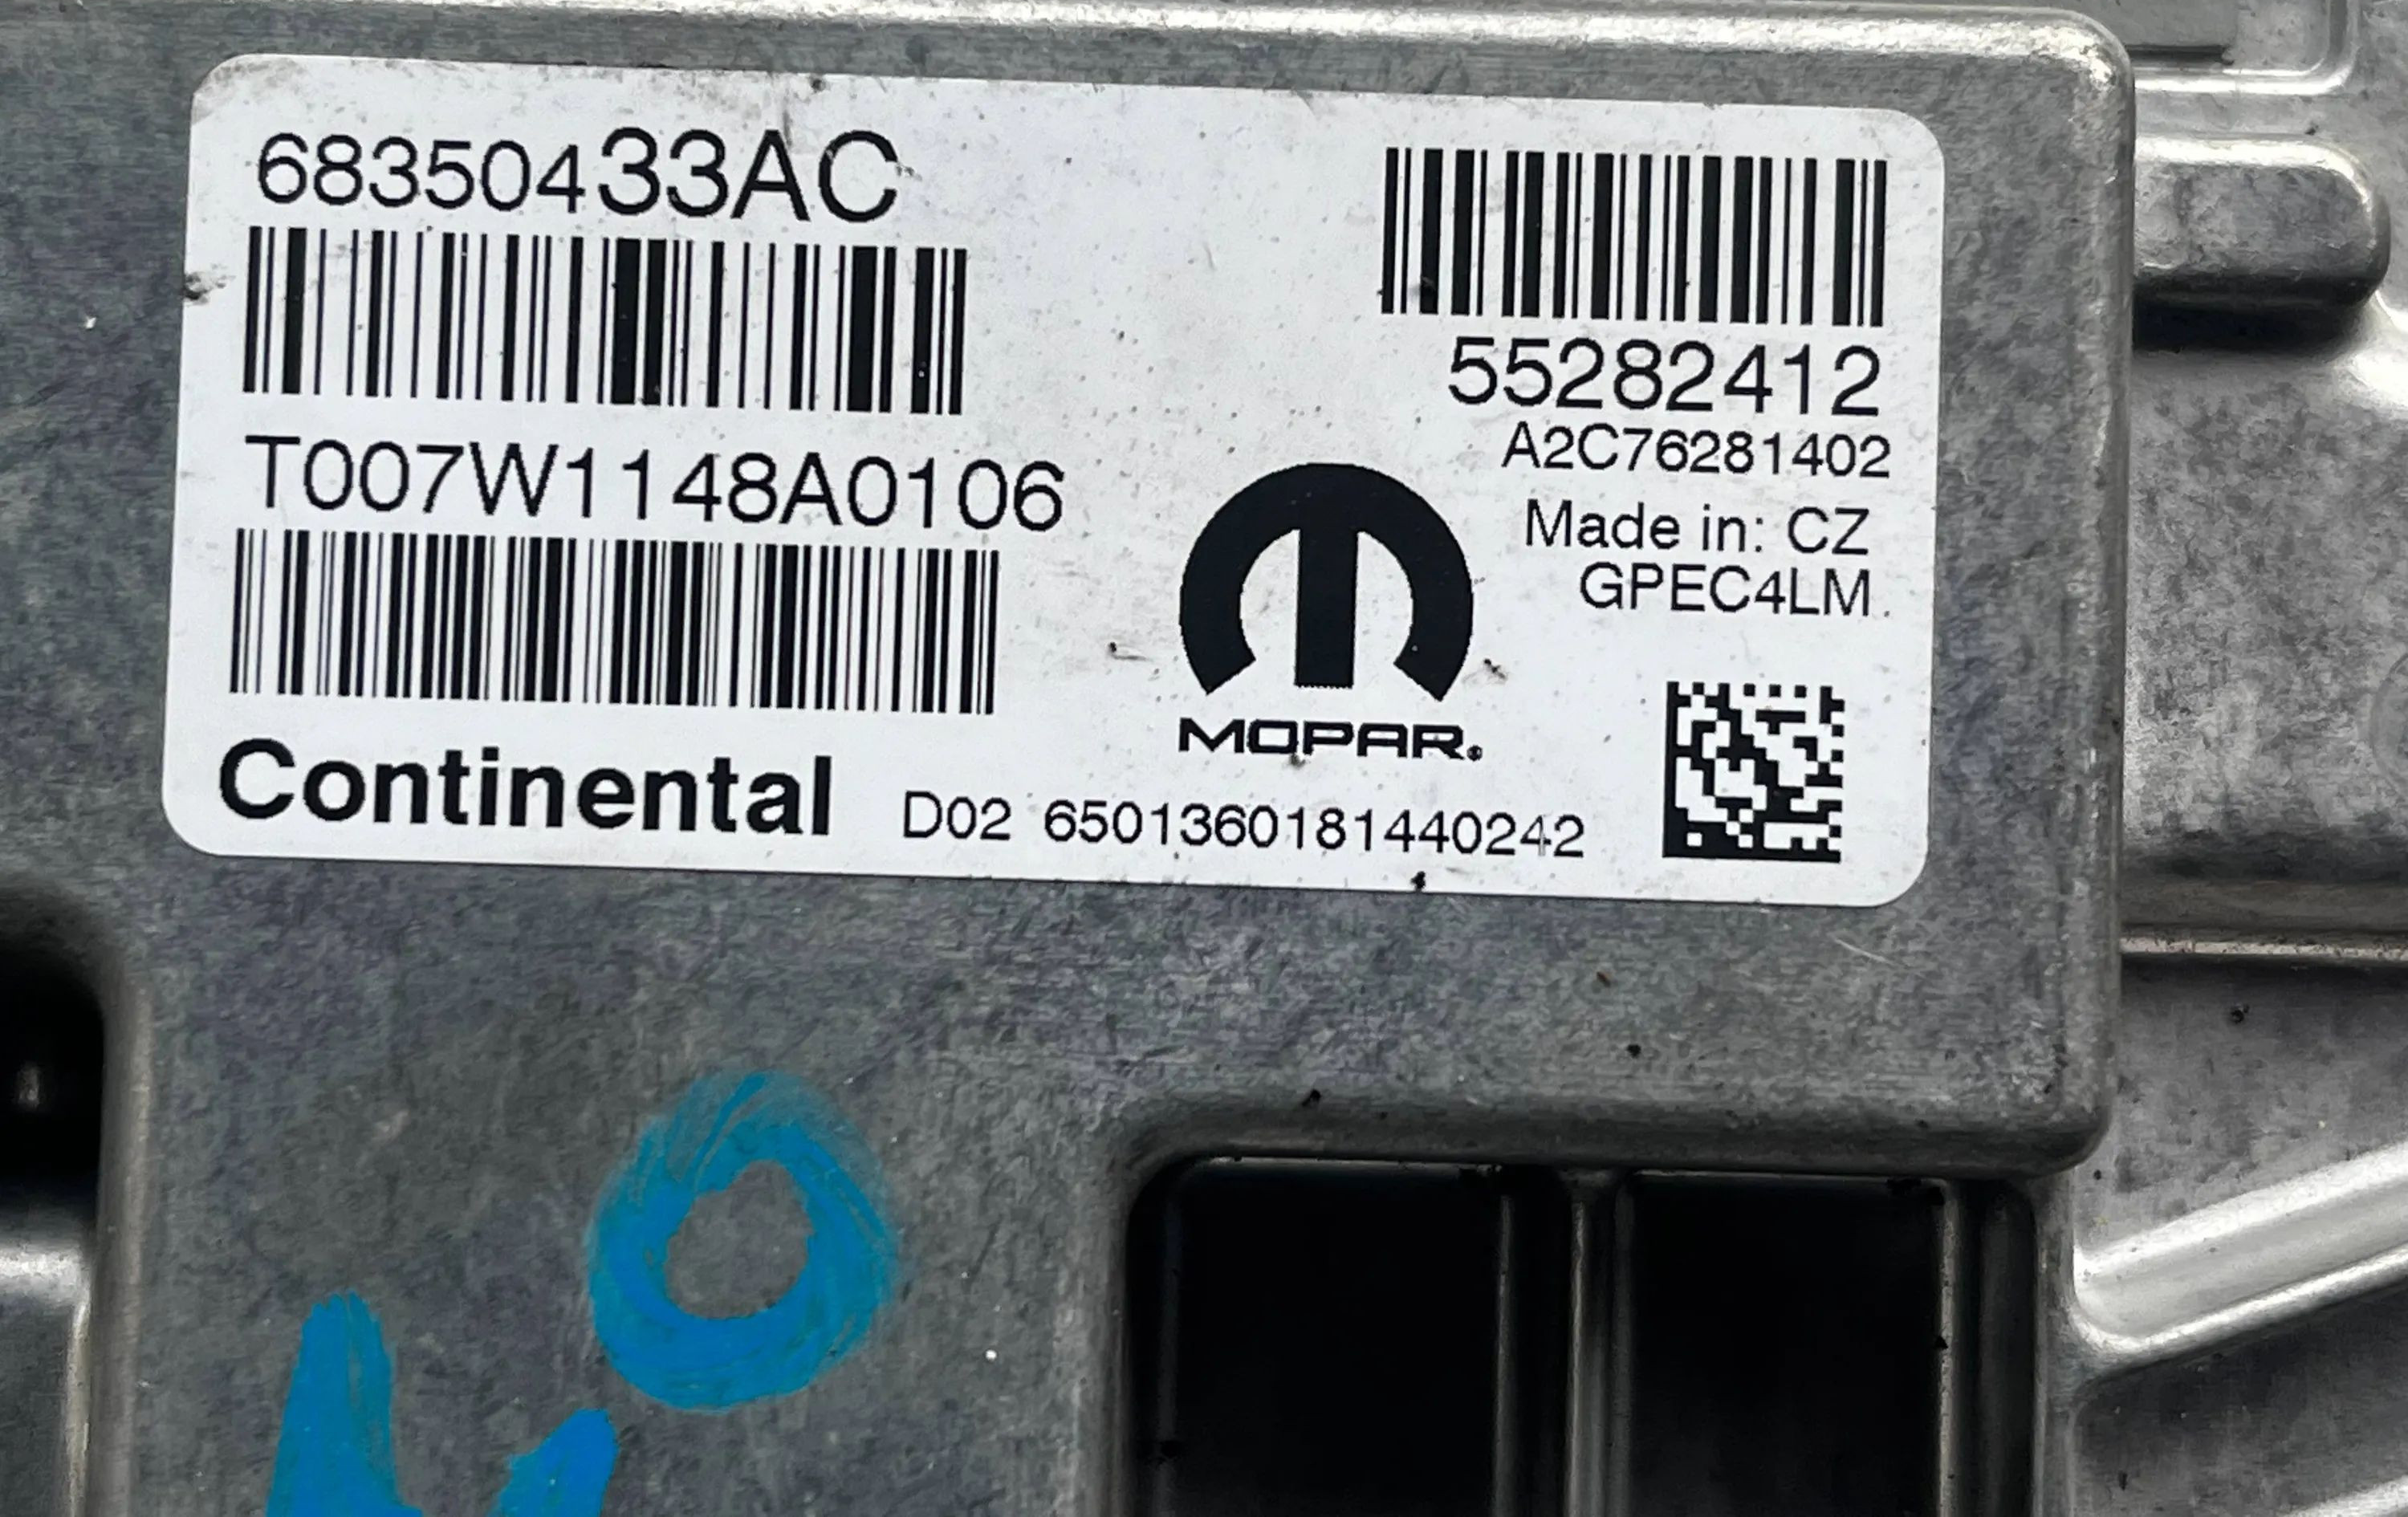 68350433AC
T007W1148A0106
Continental
D02 6501360181440242
MOPAR®
55282412
A2C76281402
Made in: CZ
GPEC4LM